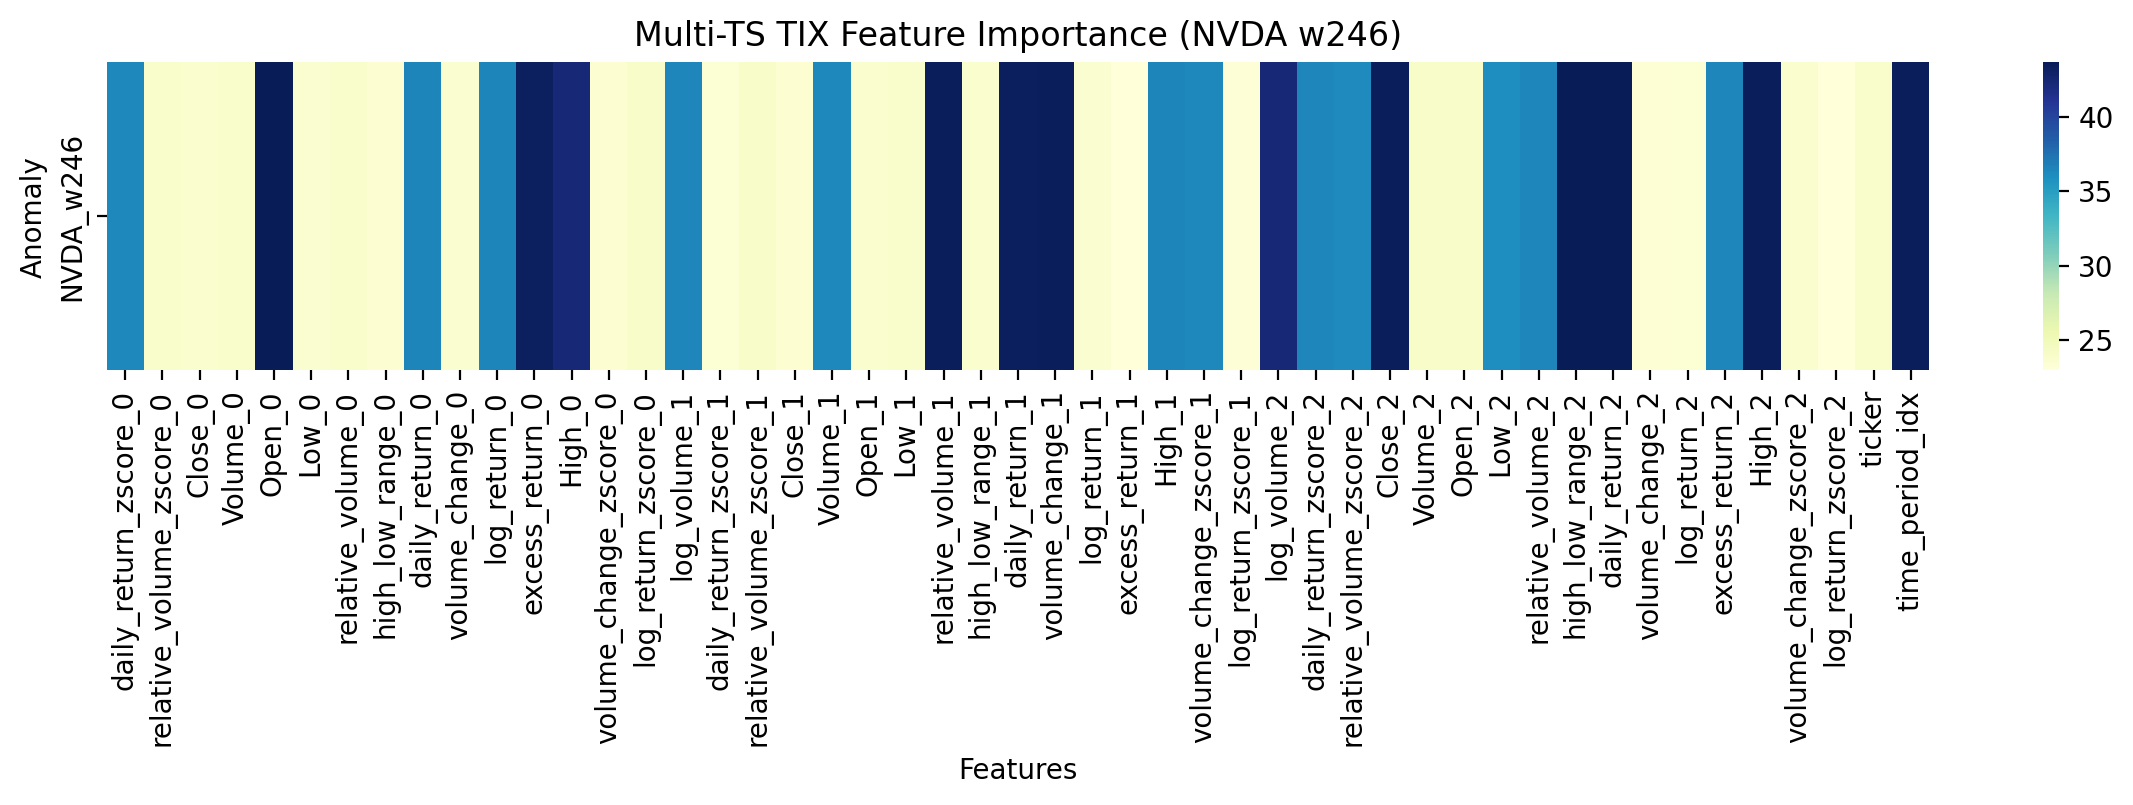 Multi-TS TIX Feature Importance (NVDA w246)
Anomaly
NVDA_w246
40
35
30
25
daily_return_zscore_0
relative_volume_zscore_0
Close_0
Volume_0
Open_0
Low_0
relative_volume_0
high_low_range_0
daily_return_0
volume_change_0
log_return_0
excess_return_0
High_0
volume_change_zscore_0
log_return_zscore_0
log_volume_1
daily_return_zscore_1
relative_volume_zscore_1
Close_1
Volume_1
Open_1
Low_1
relative_volume_1
high_low_range_1
daily_return_1
volume_change_1
log_return_1
excess_return_1
High_1
volume_change_zscore_1
log_return_zscore_1
log_volume_2
daily_return_zscore_2
relative_volume_zscore_2
Close_2
Volume_2
Open_2
Low_2
relative_volume_2
high_low_range_2
daily_return_2
volume_change_2
log_return_2
excess_return_2
High_2
volume_change_zscore_2
log_return_zscore_2
ticker
time_period_idx
Features